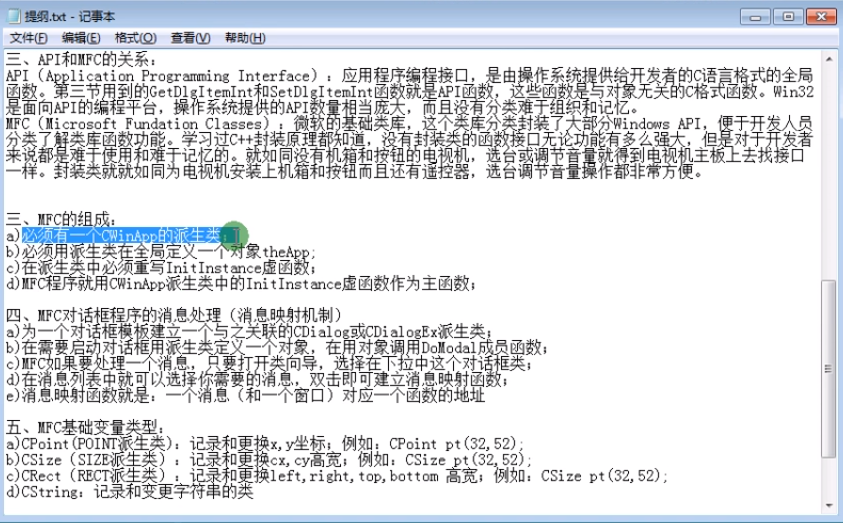 提纲.txt - 记事本
文件(F) 编辑(E) 格式(O) 查看(V) 帮助(H)
三、API和MFC的关系:
API（Application Programming Interface）: 应用程序编程接口, 是由操作系统提供给开发者的C语言格式的全局
函数。第三节用到的GetDlgItemInt和SetDlgItemInt函数就是API函数, 这些函数是与对象无关的C格式函数。Win32
是面向API的编程平台, 操作系统提供的API数量相当庞大, 而且没有分类难于组织和记忆。
MFC（Microsoft Fundation Classes）: 微软的基础类库, 这个类库分类封装了大部分Windows API, 便于开发人员
分类了解类库函数功能。学习过C++封装原理都知道, 没有封装类的函数接口无论功能有多么强大, 但是对于开发者
来说都是难于使用和难于记忆的。就如同没有机箱和按钮的电视机, 选台或调节音量就得到电视机主板上去找接口
一样。封装类就就如同为电视机安装上机箱和按钮而且还有遥控器, 选台调节音量操作都非常方便。
三、MFC的组成:
a)必须有一个CWinApp的派生类;
b)必须用派生类在全局定义一个对象theApp;
c)在派生类中必须重写InitInstance虚函数;
d)MFC程序就用CWinApp派生类中的InitInstance虚函数作为主函数;
四、MFC对话框程序的消息处理（消息映射机制）
a)为一个对话框模板建立一个与之关联的CDialog或CDialogEx派生类;
b)在需要启动对话框用派生类定义一个对象, 在用对象调用DoModal成员函数;
c)MFC如果要处理一个消息, 只要打开类向导, 选择在下拉中这个对话框类;
d)在消息列表中就可以选择你需要的消息, 双击即可建立消息映射函数;
e)消息映射函数就是: 一个消息（和一个窗口）对应一个函数的地址
五、MFC基础变量类型:
a)CPoint(POINT派生类): 记录和更换x,y坐标; 例如: CPoint pt(32,52);
b)CSize（SIZE派生类）: 记录和更换cx,cy高宽; 例如: CSize pt(32,52);
c)CRect（RECT派生类）: 记录和更换left,right,top,bottom 高宽; 例如: CSize pt(32,52);
d)CString: 记录和变更字符串的类